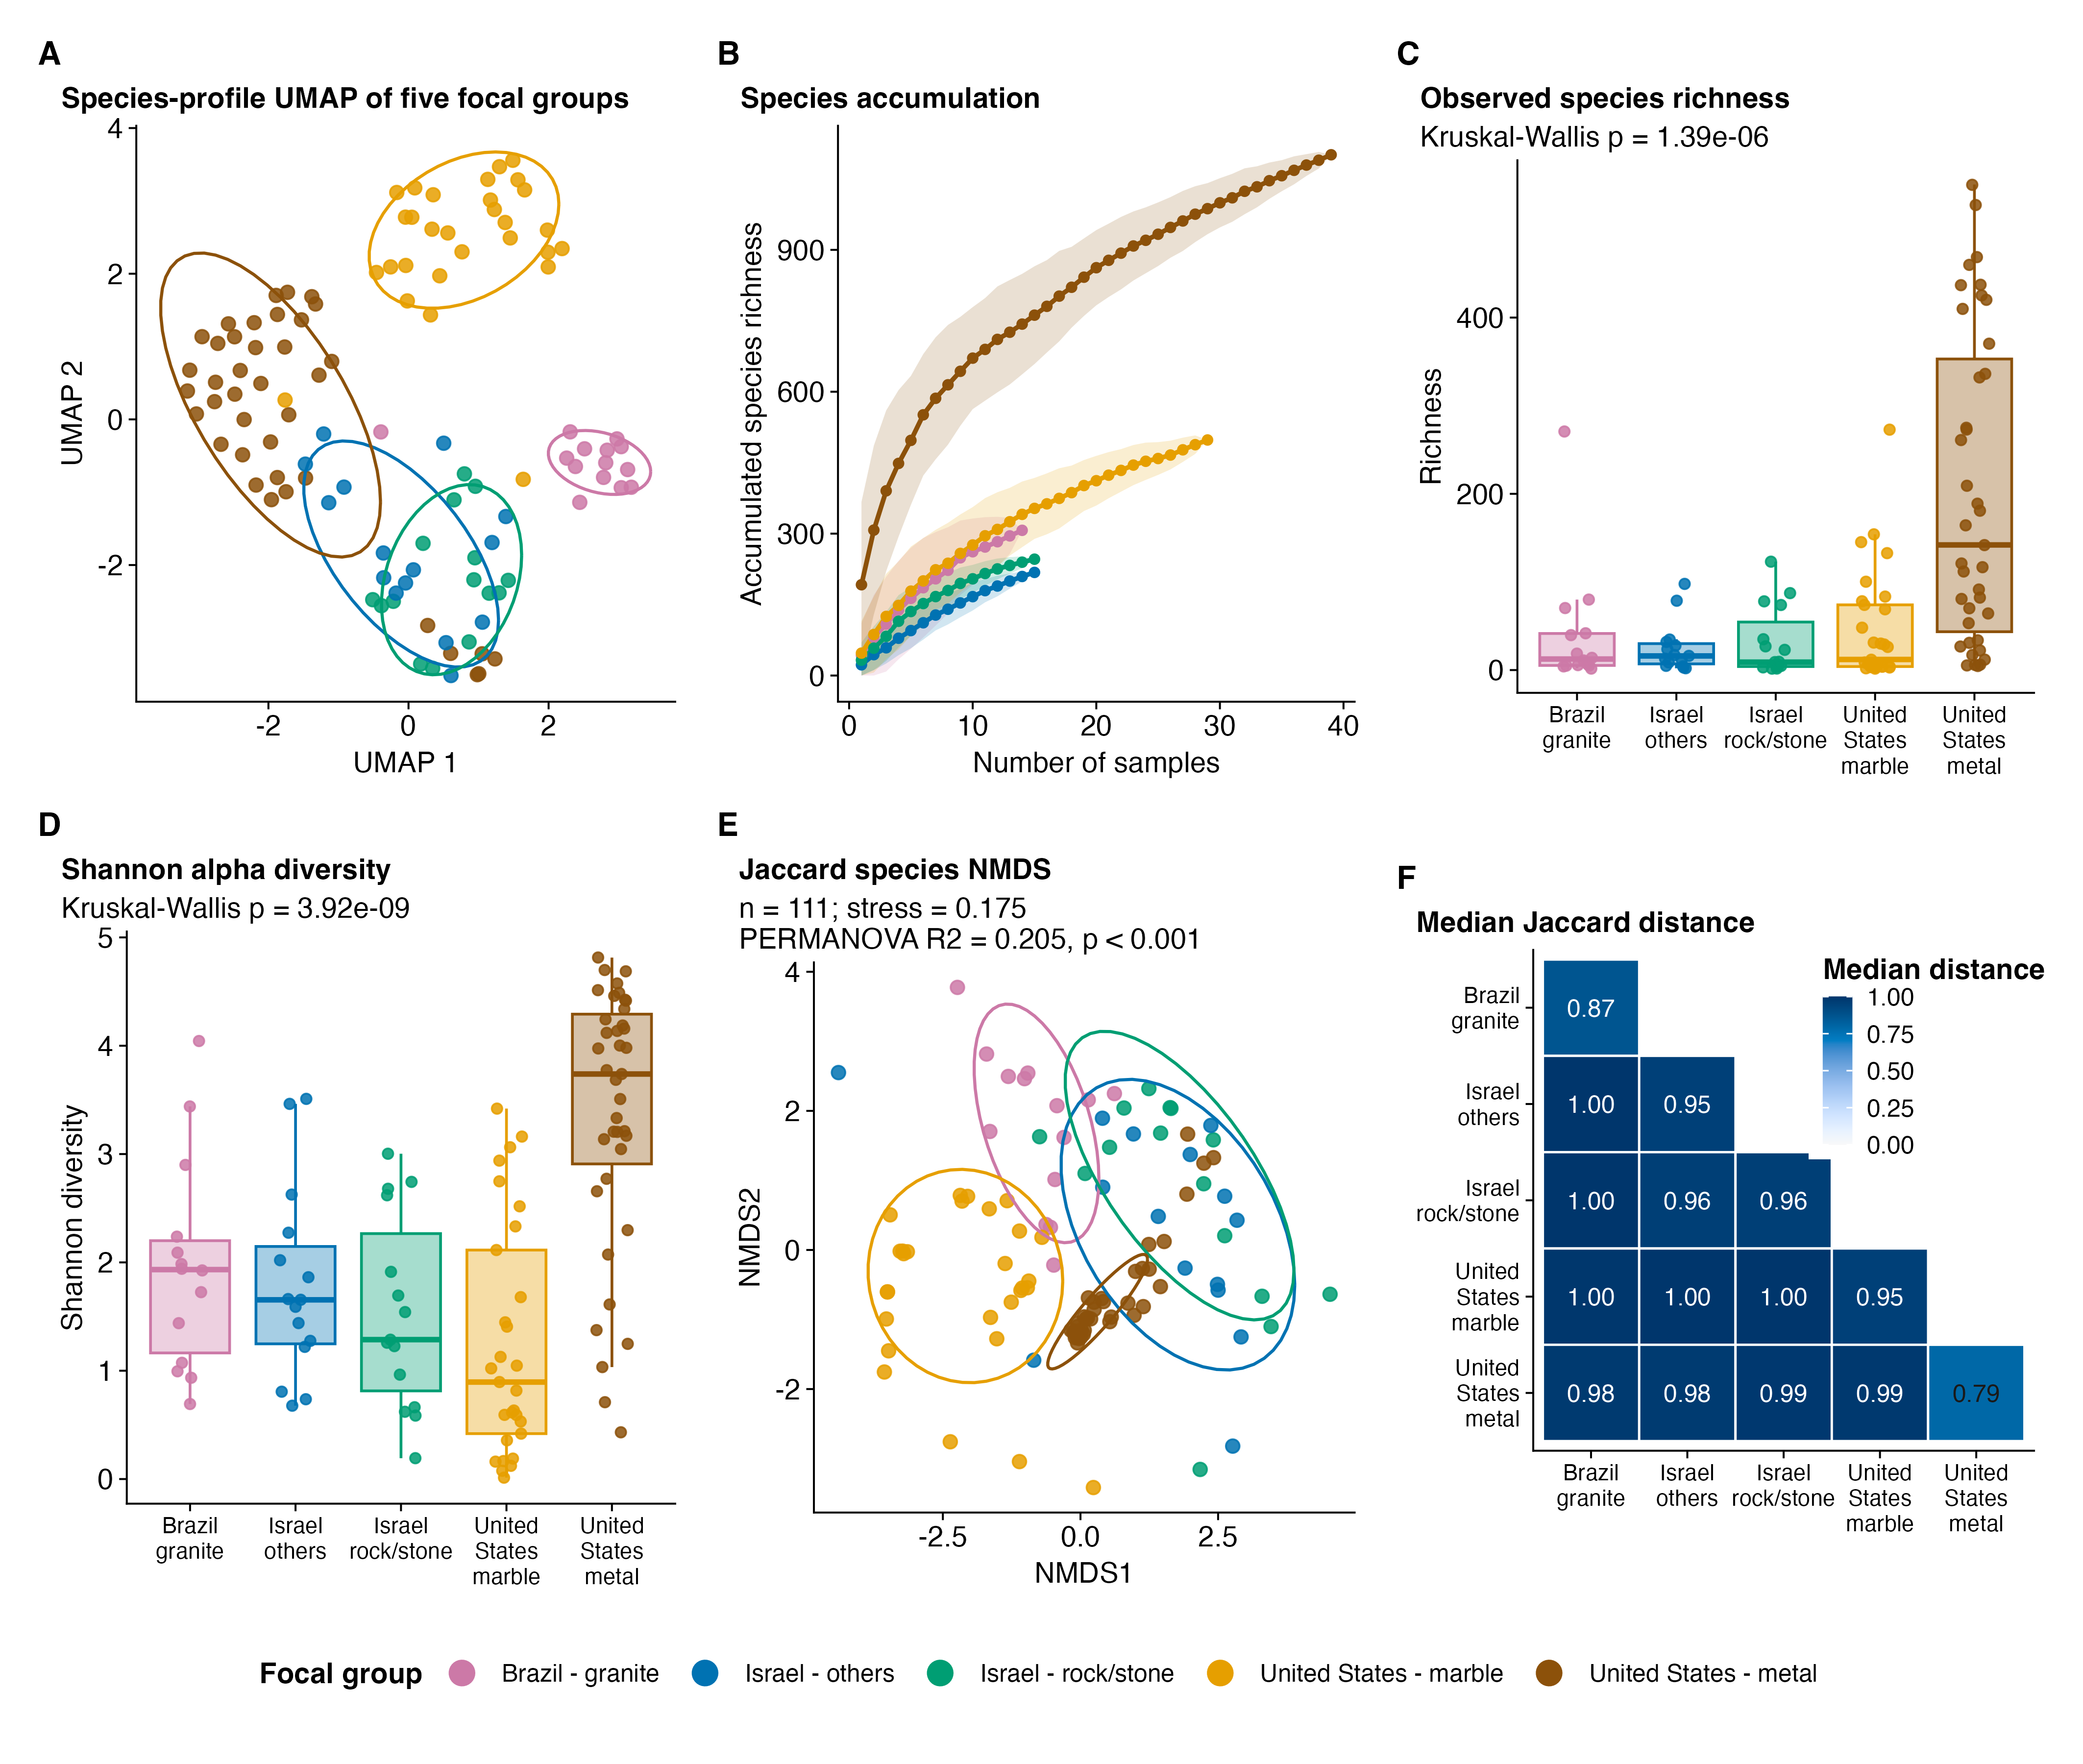 A
Species-profile UMAP of five focal groups
4
2
0
-2
UMAP 2
-2
0
2
UMAP 1
B
Species accumulation
900
600
300
0
Accumulated species richness
0
10
20
30
40
Number of samples
C
Observed species richness
Kruskal-Wallis p = 1.39e-06
400
200
0
Richness
Brazil
granite
Israel
others
Israel
rock/stone
United
States
marble
United
States
metal
D
Shannon alpha diversity
Kruskal-Wallis p = 3.92e-09
5
4
3
2
1
0
Shannon diversity
Brazil
granite
Israel
others
Israel
rock/stone
United
States
marble
United
States
metal
E
Jaccard species NMDS
n = 111; stress = 0.175
PERMANOVA R2 = 0.205, p < 0.001
4
2
0
-2
NMDS2
-2.5
0.0
2.5
NMDS1
F
Median Jaccard distance
Median distance
1.00
0.75
0.50
0.25
0.00
Brazil
granite
0.87
Israel
others
1.00 0.95
Israel
rock/stone
1.00 0.96 0.96
United
States
marble
1.00 1.00 1.00 0.95
United
States
metal
0.98 0.98 0.99 0.99 0.79
Brazil
granite
Israel
others
Israel
rock/stone
United
States
marble
United
States
metal
Focal group Brazil - granite Israel - others Israel - rock/stone United States - marble United States - metal